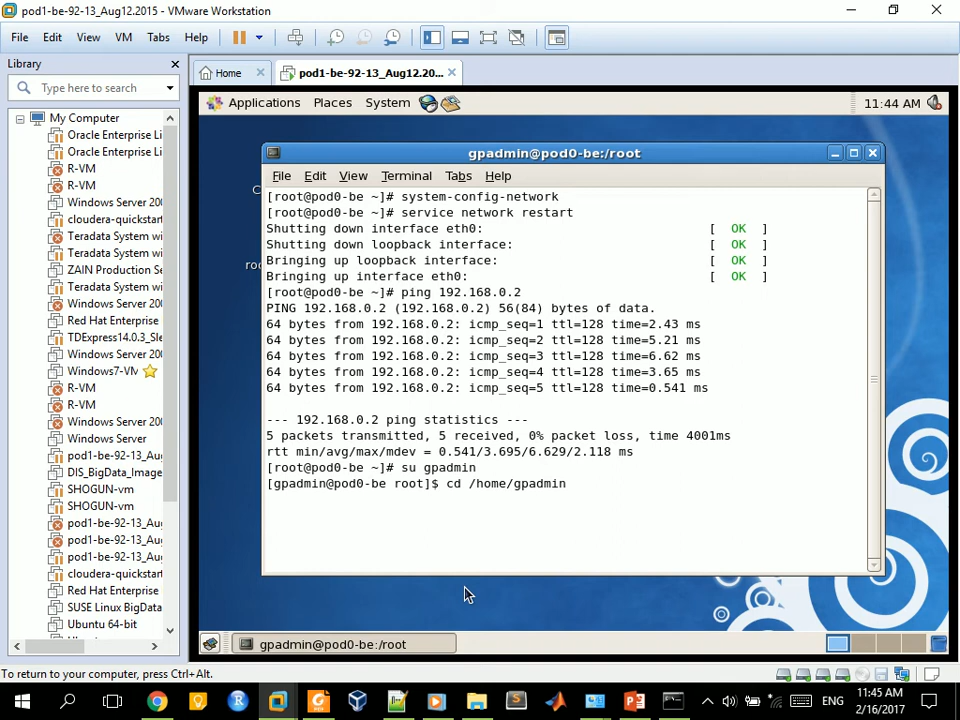 pod1-be-92-13_Aug12.2015 - VMware Workstation
File Edit View VM Tabs Help
Library
Type here to search
My Computer
Oracle Enterprise Li
Oracle Enterprise Li
R-VM
R-VM
Windows Server 200
cloudera-quickstart
Teradata System wi
Teradata System wi
ZAIN Production Se
Teradata System wi
Windows Server 200
Red Hat Enterprise
TDExpress14.0.3_Sle
Windows Server 200
Windows7-VM
R-VM
R-VM
Windows Server 200
Windows Server
pod1-be-92-13_Aug
DIS_BigData_Image
SHOGUN-vm
SHOGUN-vm
pod1-be-92-13_Aug
pod1-be-92-13_Aug
pod1-be-92-13_Aug
cloudera-quickstart
Red Hat Enterprise
SUSE Linux BigData
Ubuntu 64-bit
Home
pod1-be-92-13_Aug12.20...
Applications Places System
11:44 AM
gpadmin@pod0-be:/root
File Edit View Terminal Tabs Help
[root@pod0-be ~]# system-config-network
[root@pod0-be ~]# service network restart
Shutting down interface eth0: [ OK ]
Shutting down loopback interface: [ OK ]
Bringing up loopback interface: [ OK ]
Bringing up interface eth0: [ OK ]
[root@pod0-be ~]# ping 192.168.0.2
PING 192.168.0.2 (192.168.0.2) 56(84) bytes of data.
64 bytes from 192.168.0.2: icmp_seq=1 ttl=128 time=2.43 ms
64 bytes from 192.168.0.2: icmp_seq=2 ttl=128 time=5.21 ms
64 bytes from 192.168.0.2: icmp_seq=3 ttl=128 time=6.62 ms
64 bytes from 192.168.0.2: icmp_seq=4 ttl=128 time=3.65 ms
64 bytes from 192.168.0.2: icmp_seq=5 ttl=128 time=0.541 ms
--- 192.168.0.2 ping statistics ---
5 packets transmitted, 5 received, 0% packet loss, time 4001ms
rtt min/avg/max/mdev = 0.541/3.695/6.629/2.118 ms
[root@pod0-be ~]# su gpadmin
[gpadmin@pod0-be root]$ cd /home/gpadmin
gpadmin@pod0-be:/root
To return to your computer, press Ctrl+Alt.
ENG
11:45 AM
2/16/2017